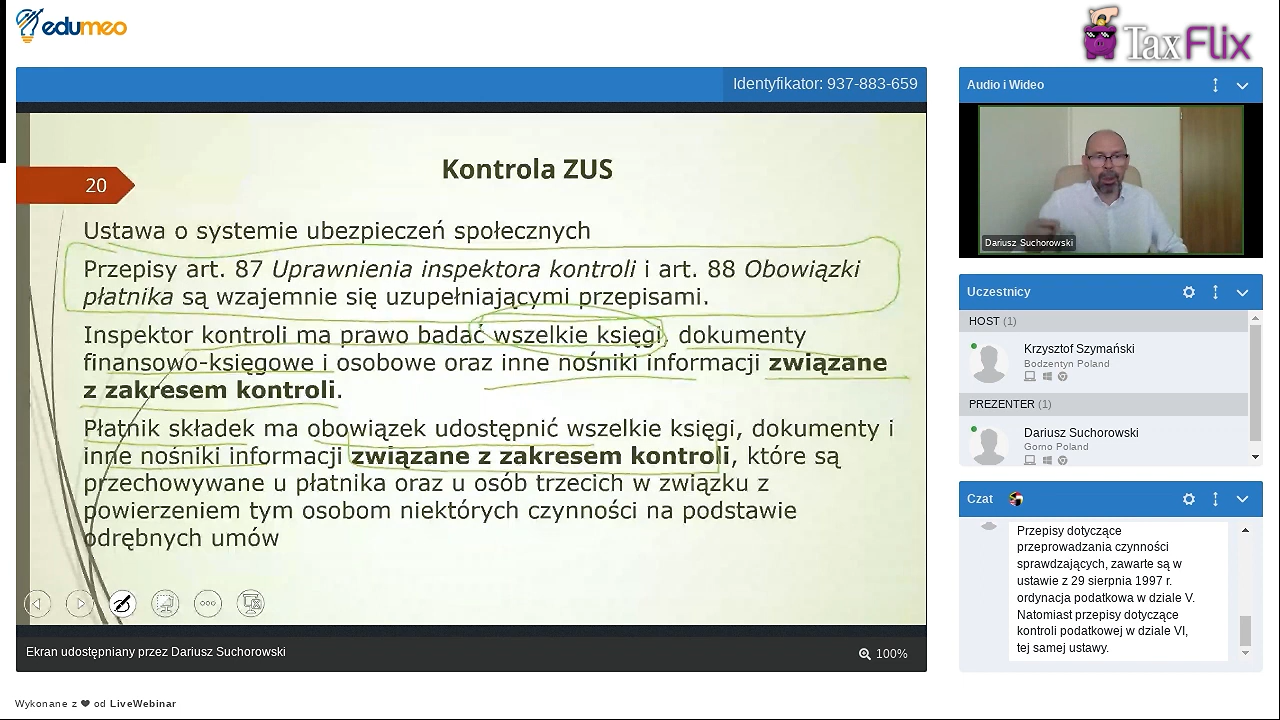 edumeo
TaxFlix
Identyfikator: 937-883-659
20
Kontrola ZUS
Ustawa o systemie ubezpieczeń społecznych
Przepisy art. 87 Uprawnienia inspektora kontroli i art. 88 Obowiązki
płatnika są wzajemnie się uzupełniającymi przepisami.
Inspektor kontroli ma prawo badać wszelkie księgi, dokumenty
finansowo-księgowe i osobowe oraz inne nośniki informacji związane
z zakresem kontroli.
Płatnik składek ma obowiązek udostępnić wszelkie księgi, dokumenty i
inne nośniki informacji związane z zakresem kontroli, które są
przechowywane u płatnika oraz u osób trzecich w związku z
powierzeniem tym osobom niektórych czynności na podstawie
odrębnych umów
Ekran udostępniany przez Dariusz Suchorowski
100%
Wykonane z ❤ od LiveWebinar
Audio i Wideo
Dariusz Suchorowski
Uczestnicy
HOST (1)
Krzysztof Szymański
Bodzentyn Poland
PREZENTER (1)
Dariusz Suchorowski
Gomo Poland
Czat
Przepisy dotyczące
przeprowadzania czynności
sprawdzających, zawarte są w
ustawie z 29 sierpnia 1997 r.
ordynacja podatkowa w dziale V.
Natomiast przepisy dotyczące
kontroli podatkowej w dziale VI,
tej samej ustawy.